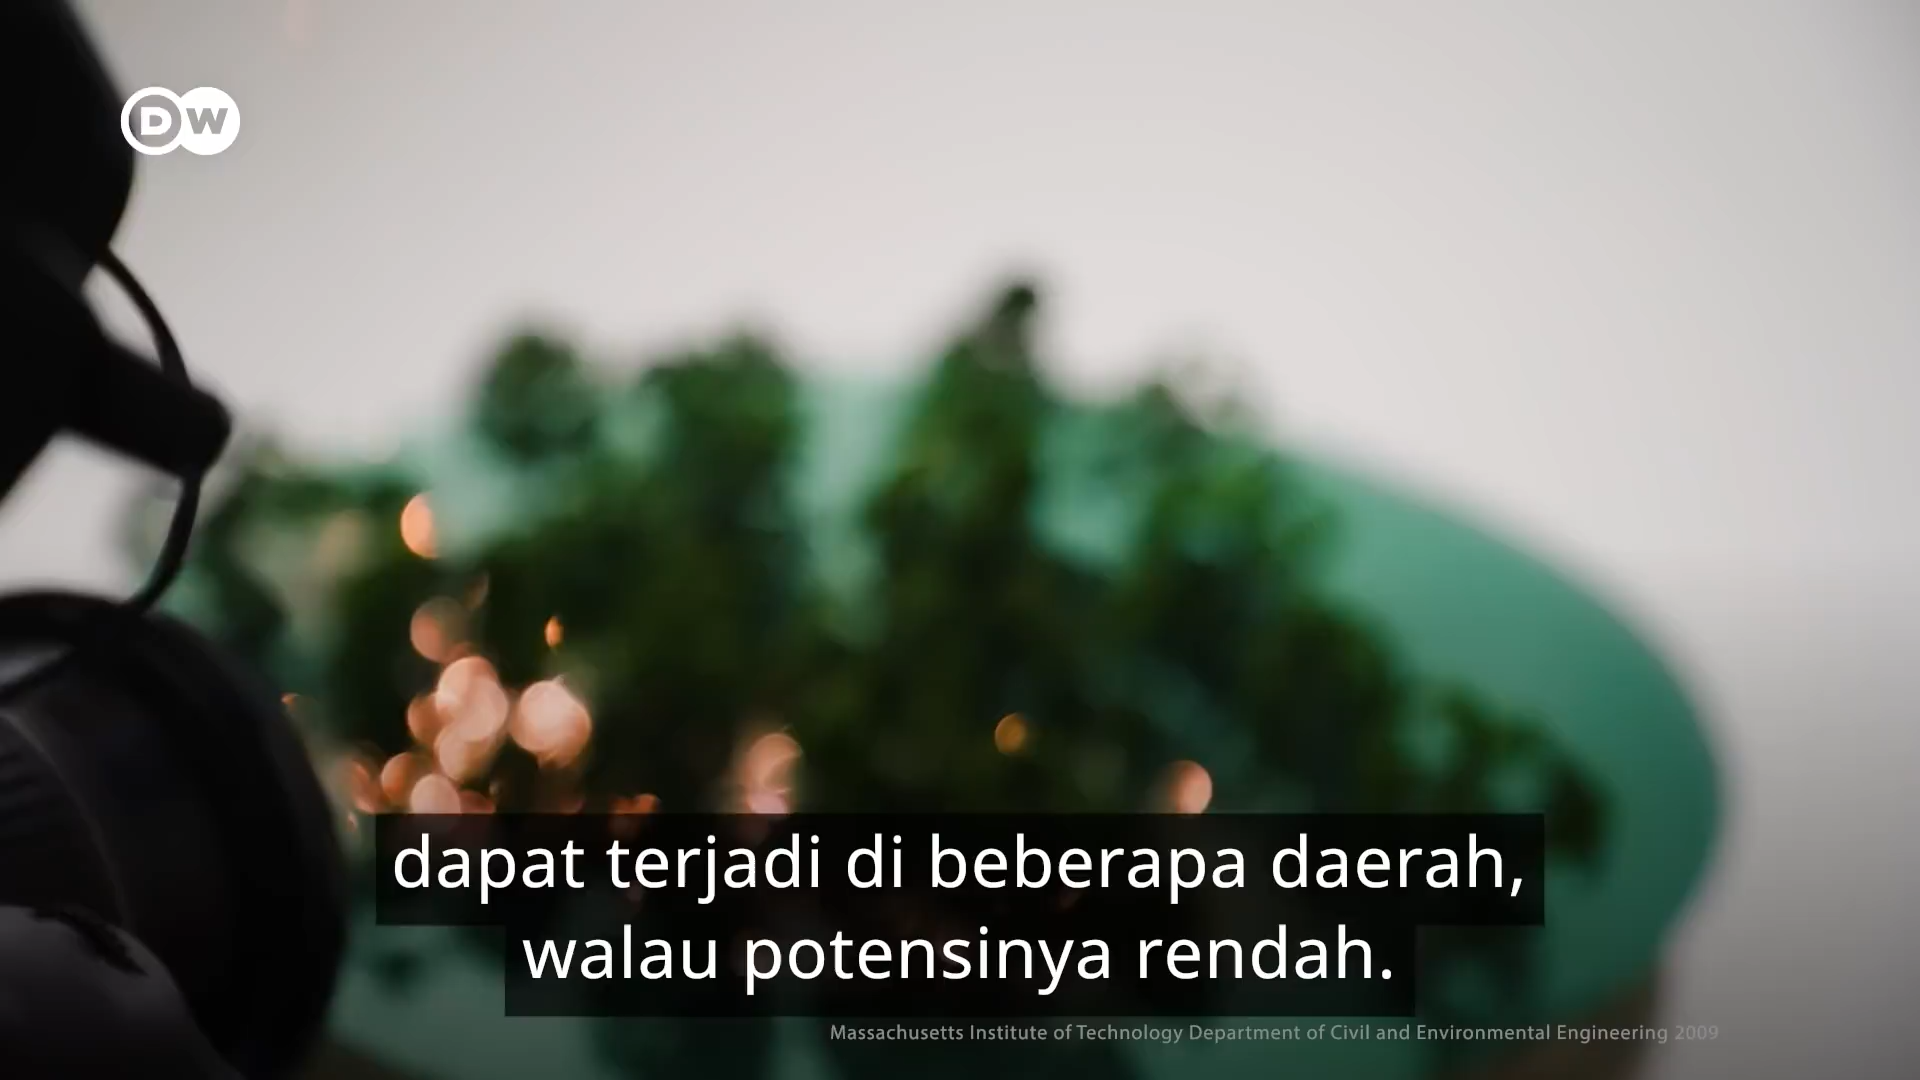 DW
dapat terjadi di beberapa daerah,
walau potensinya rendah.
Massachusetts Institute of Technology Department of Civil and Environmental Engineering 2009